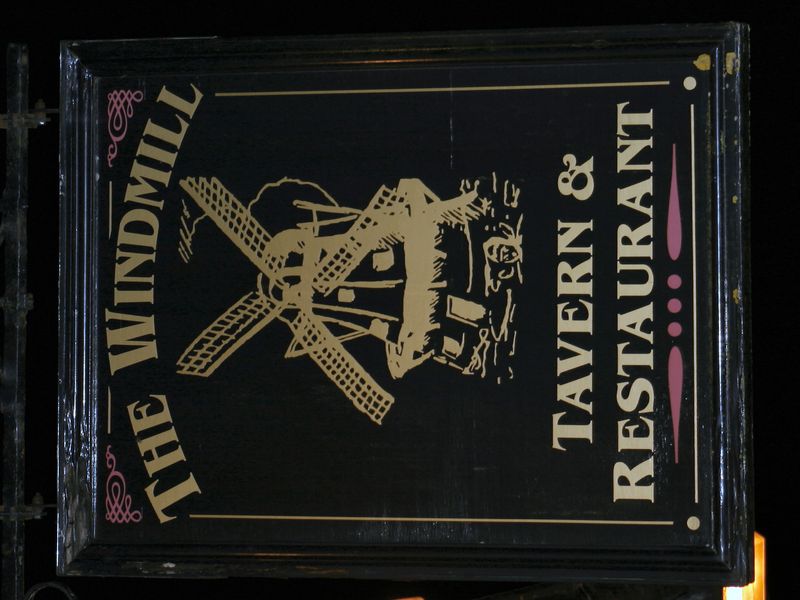 THE WINDMILL
TAVERN &
RESTAURANT